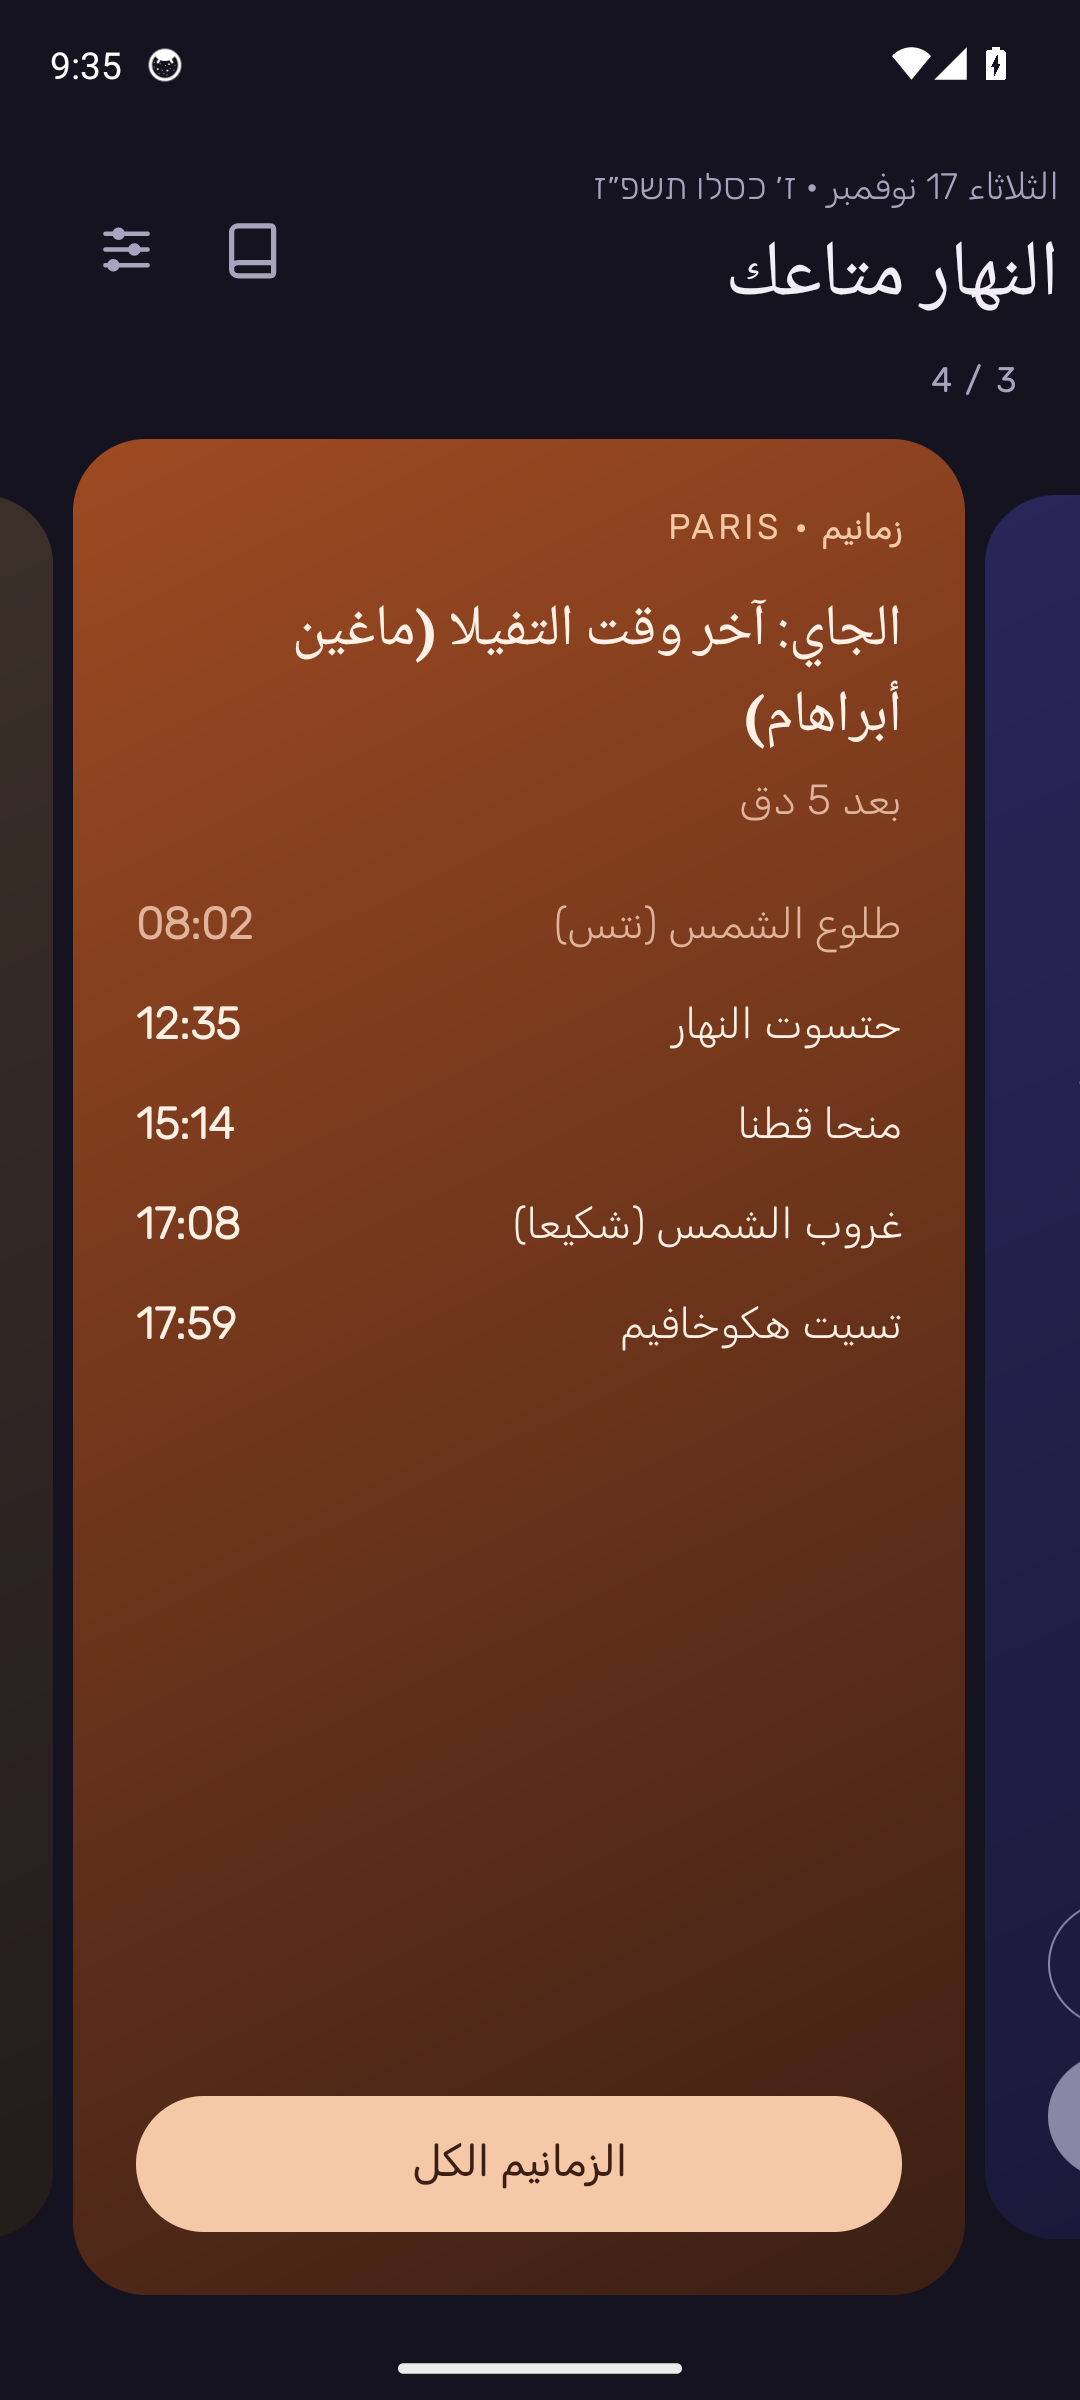 9:35
الثلاثاء 17 نوفمبر • ז׳ כסלו תשפ״ז
النهار متاعك
3 / 4
زمانيم • PARIS
الجاي: آخر وقت التفيلا (ماغين
أبراهام)
بعد 5 دق
طلوع الشمس (نتس) 08:02
حتسوت النهار 12:35
منحا قطنا 15:14
غروب الشمس (شكيعا) 17:08
تسيت هكوخافيم 17:59
الزمانيم الكل